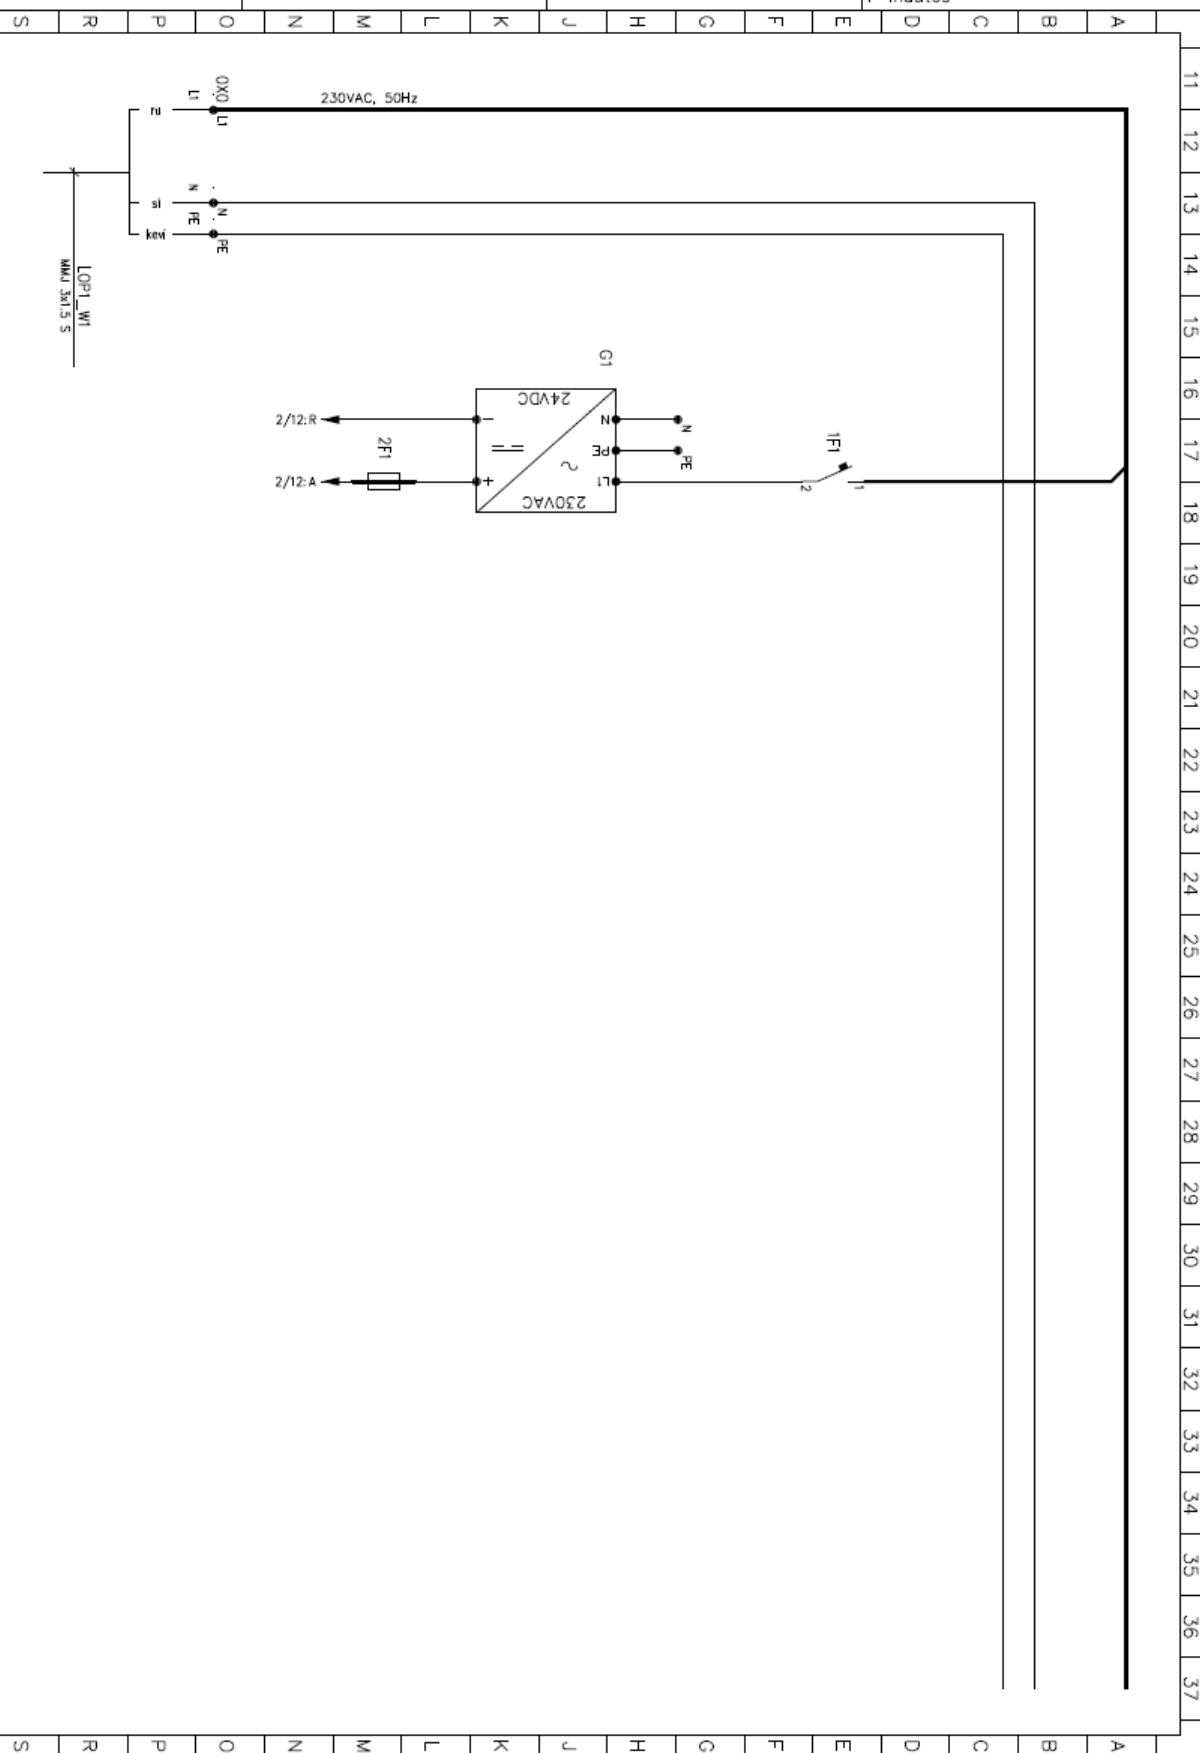 S R P O N M L K J H G F E D C B A
11
12
13
14
15
16
17
18
19
20
21
22
23
24
25
26
27
28
29
30
31
32
33
34
35
36
37
0X0
L1
L1
ru
230VAC, 50Hz
N
N
si
PE
PE
kevi
LOP1_W1
MMJ 3x1.5 S
G1
24VDC
230VAC
~
-
+
N
PE
L1
N
PE
2/12:R
2/12:A
2F1
1F1
1
2
S R P O N M L K J H G F E D C B A